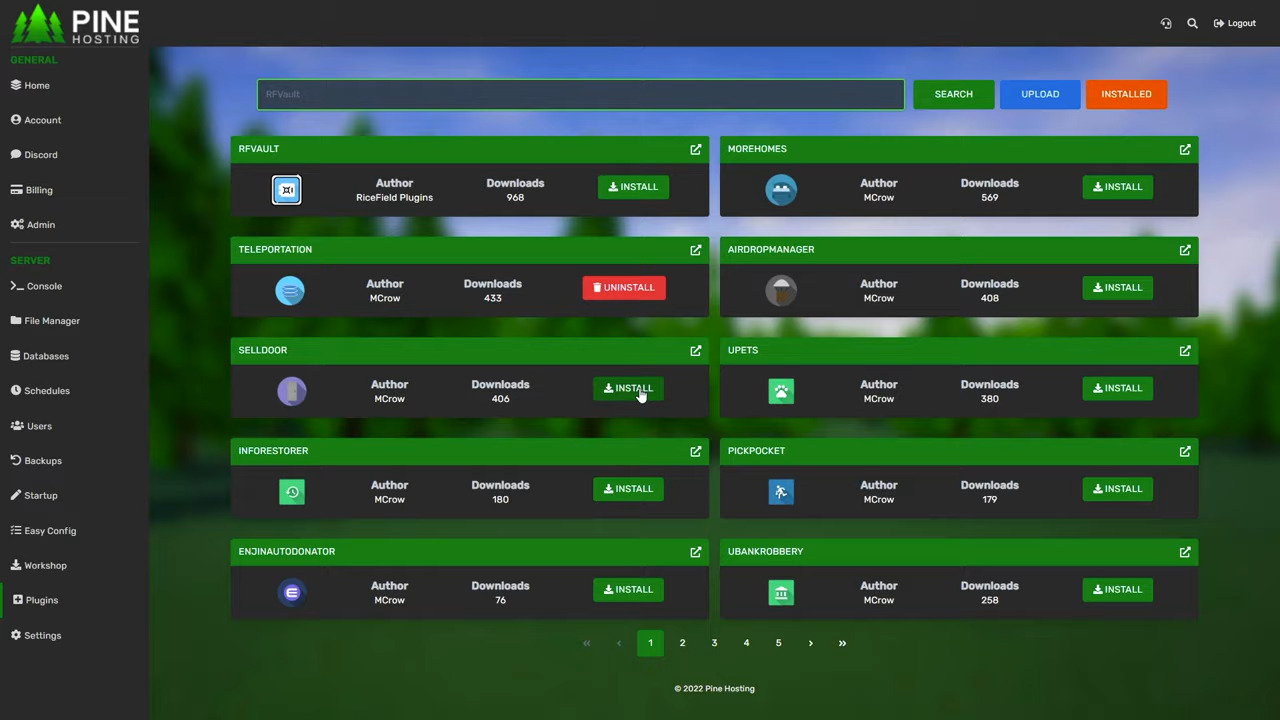 PINE
HOSTING
Logout
GENERAL
Home
Account
Discord
Billing
Admin
SERVER
Console
File Manager
Databases
Schedules
Users
Backups
Startup
Easy Config
Workshop
Plugins
Settings
RFVault
SEARCH
UPLOAD
INSTALLED
RFVAULT
Author
RiceField Plugins
Downloads
968
INSTALL
MOREHOMES
Author
MCrow
Downloads
569
INSTALL
TELEPORTATION
Author
MCrow
Downloads
433
UNINSTALL
AIRDROPMANAGER
Author
MCrow
Downloads
408
INSTALL
SELLDOOR
Author
MCrow
Downloads
406
INSTALL
UPETS
Author
MCrow
Downloads
380
INSTALL
INFORESTORER
Author
MCrow
Downloads
180
INSTALL
PICKPOCKET
Author
MCrow
Downloads
179
INSTALL
ENJINAUTODONATOR
Author
MCrow
Downloads
76
INSTALL
UBANKROBBERY
Author
MCrow
Downloads
258
INSTALL
« ‹ 1 2 3 4 5 › »
© 2022 Pine Hosting